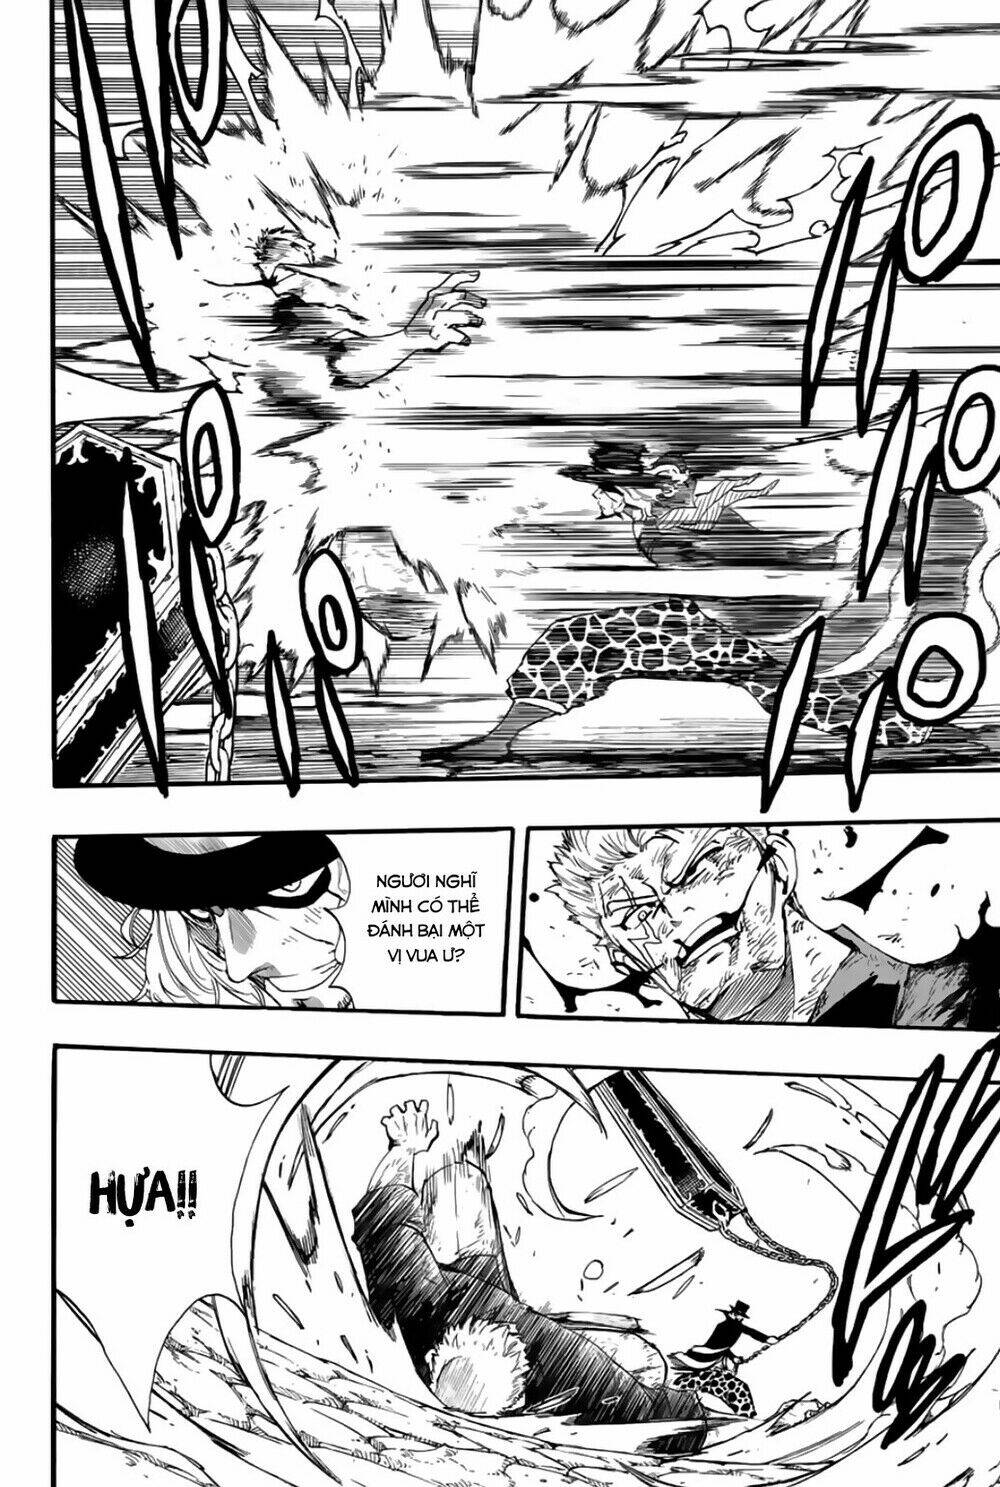 NGƯƠI NGHĨ
MÌNH CÓ THỂ
ĐÁNH BẠI MỘT
VỊ VUA Ư?
HỰA!!